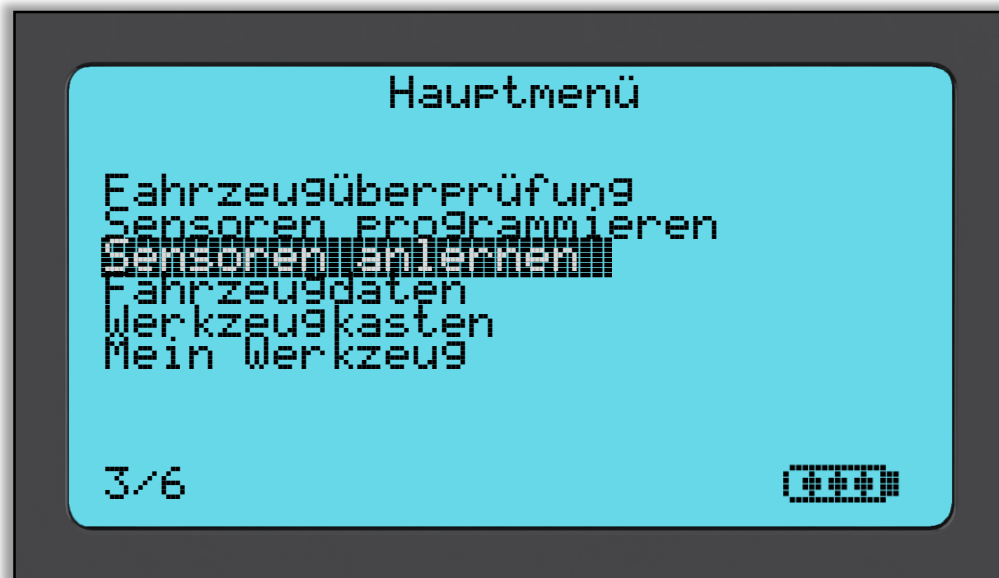 Hauptmenü
Fahrzeugüberprüfung
Sensoren programmieren
Sensoren anlernen
Fahrzeugdaten
Werkzeugkasten
Mein Werkzeug
3/6